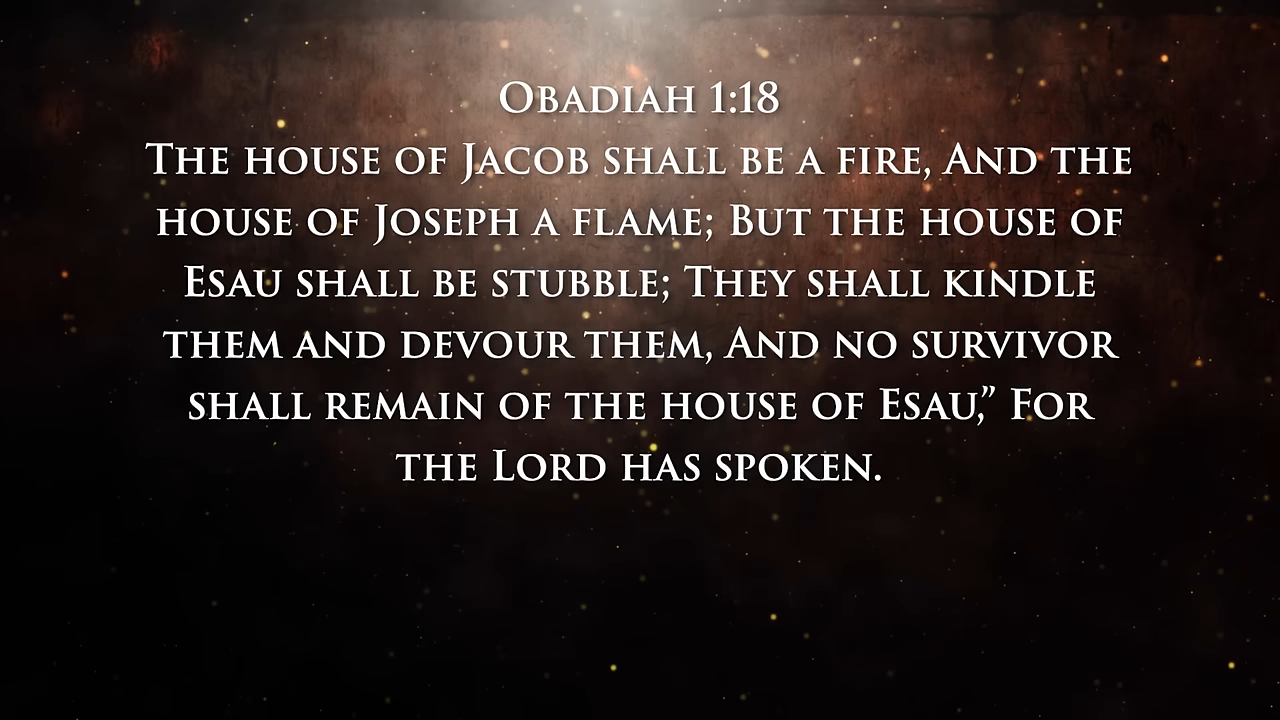 Obadiah 1:18
The house of Jacob shall be a fire, And the
house of Joseph a flame; But the house of
Esau shall be stubble; They shall kindle
them and devour them, And no survivor
shall remain of the house of Esau,” For
the Lord has spoken.